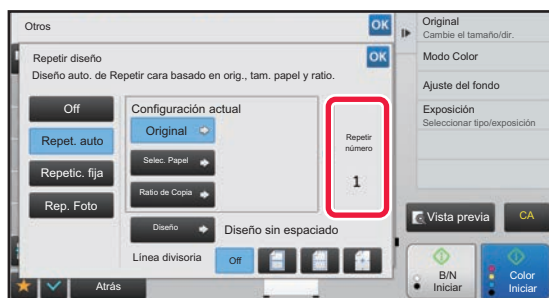 Otros
OK
Repetir diseño
OK
Diseño auto. de Repetir cara basado en orig., tam. papel y ratio.
Off
Repet. auto
Repetic. fija
Rep. Foto
Configuración actual
Original
Selec. Papel
Ratio de Copia
Repetir
número
1
Diseño
Diseño sin espaciado
Línea divisoria
Off
Atrás
Original
Cambie el tamaño/dir.
Modo Color
Ajuste del fondo
Exposición
Seleccionar tipo/exposición
Vista previa
CA
B/N
Iniciar
Color
Iniciar